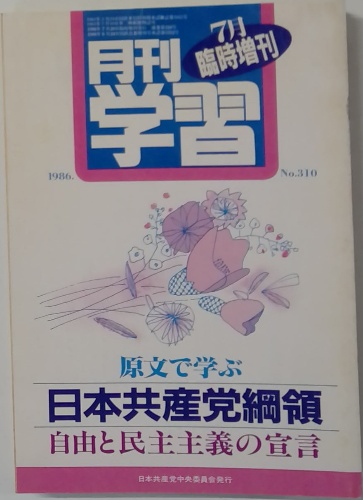 7月
臨時増刊
月刊
学習
1986.
No.310
原文で学ぶ
日本共産党綱領
自由と民主主義の宣言
日本共産党中央委員会発行